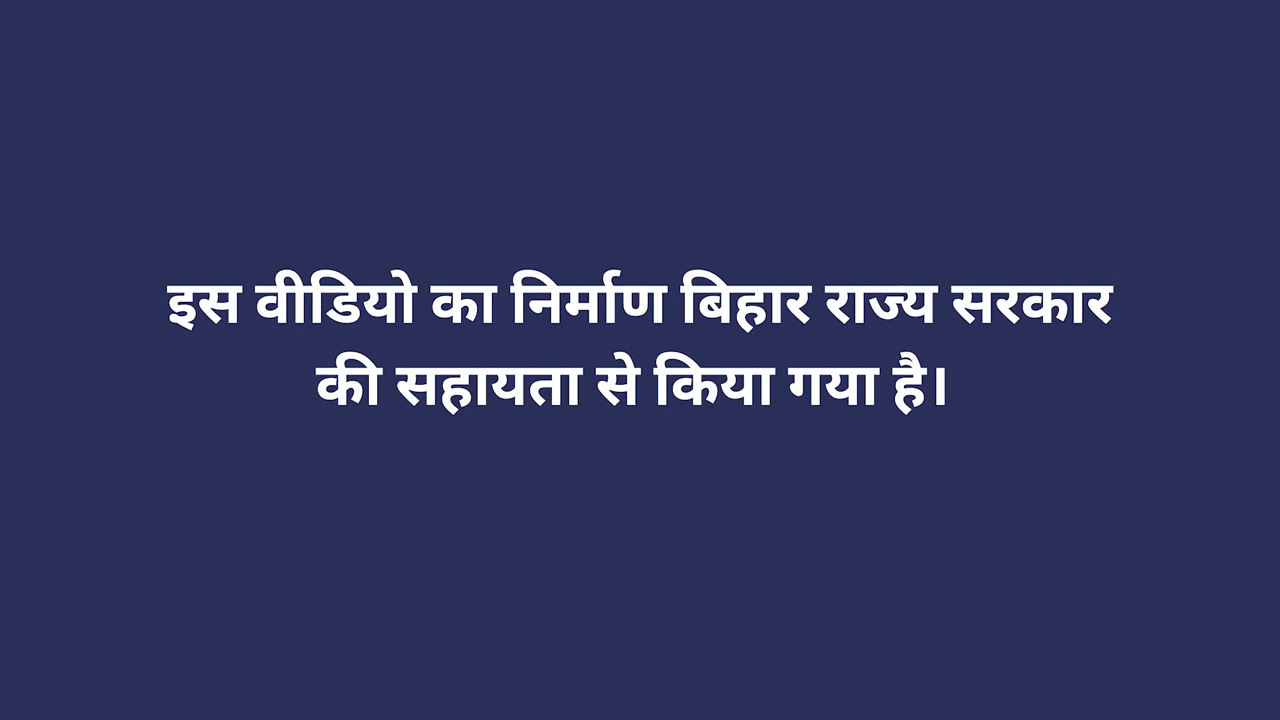 इस वीडियो का निर्माण बिहार राज्य सरकार
की सहायता से किया गया है।